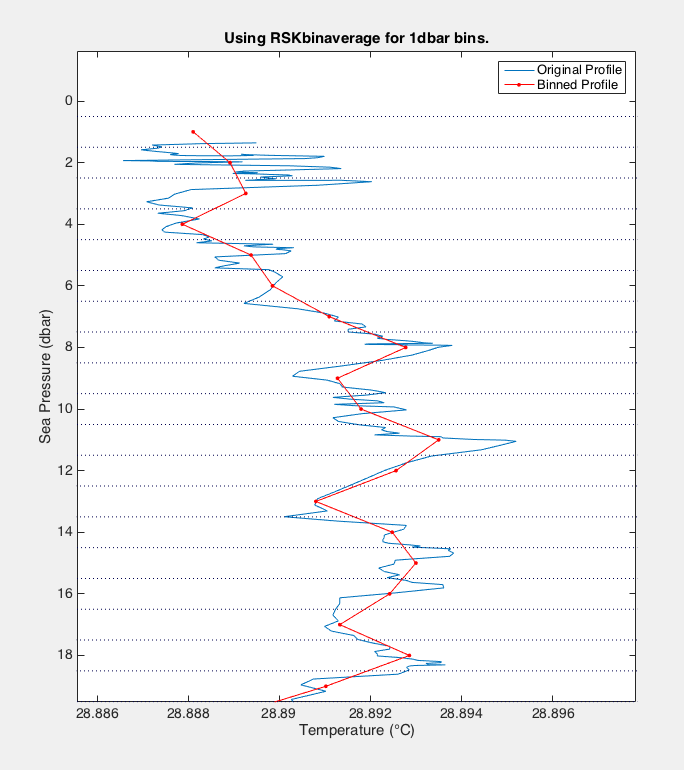 Using RSKbinaverage for 1dbar bins.
Original Profile
Binned Profile
0
2
4
6
8
10
12
14
16
18
Sea Pressure (dbar)
28.886 28.888 28.89 28.892 28.894 28.896
Temperature (°C)